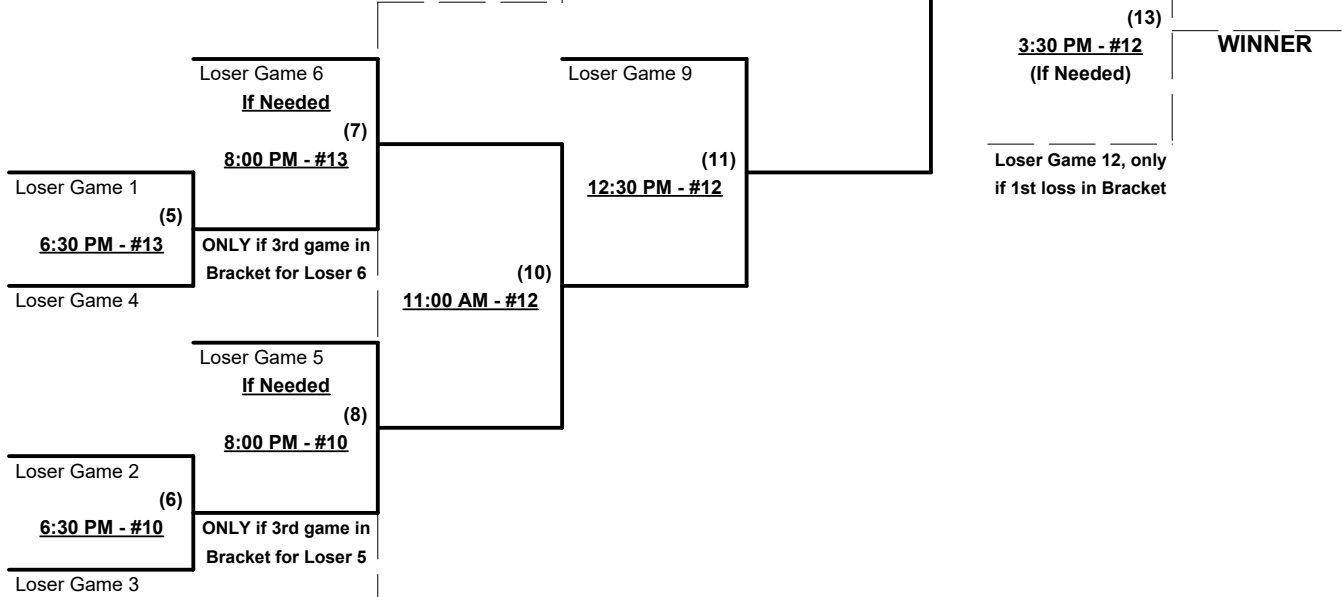 (13)
3:30 PM - #12
WINNER
(If Needed)
Loser Game 6
If Needed
(7)
8:00 PM - #13
Loser Game 9
(11)
12:30 PM - #12
Loser Game 12, only
if 1st loss in Bracket
Loser Game 1
(5)
6:30 PM - #13
ONLY if 3rd game in
Bracket for Loser 6
Loser Game 4
(10)
11:00 AM - #12
Loser Game 5
If Needed
(8)
8:00 PM - #10
Loser Game 2
(6)
6:30 PM - #10
ONLY if 3rd game in
Bracket for Loser 5
Loser Game 3